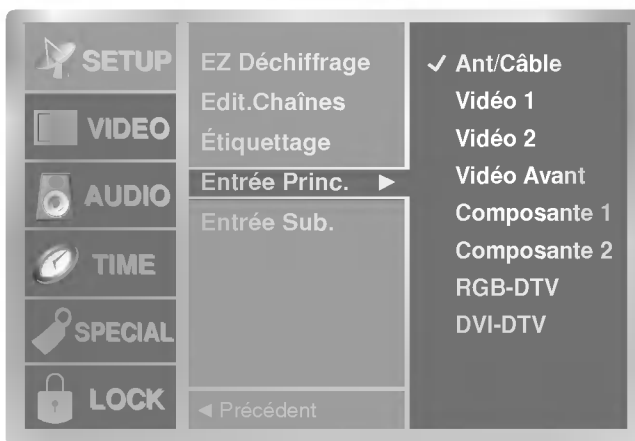 SETUP
VIDEO
AUDIO
TIME
SPECIAL
LOCK
EZ Déchiffrage
Edit.Chaînes
Étiquettage
Entrée Princ. ►
Entrée Sub.
◄ Précédent
✓ Ant/Câble
Vidéo 1
Vidéo 2
Vidéo Avant
Composante 1
Composante 2
RGB-DTV
DVI-DTV